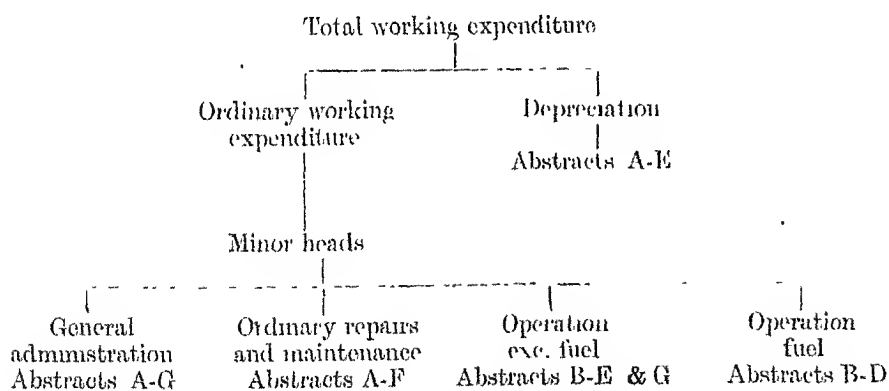 Total working expenditure
Ordinary working
expenditure
Depreciation
Abstracts A-E
Minor heads
General
administration
Abstracts A-G
Ordinary repairs
and maintenance
Abstracts A-F
Operation
exc. fuel
Abstracts B-E & G
Operation
fuel
Abstracts B-D